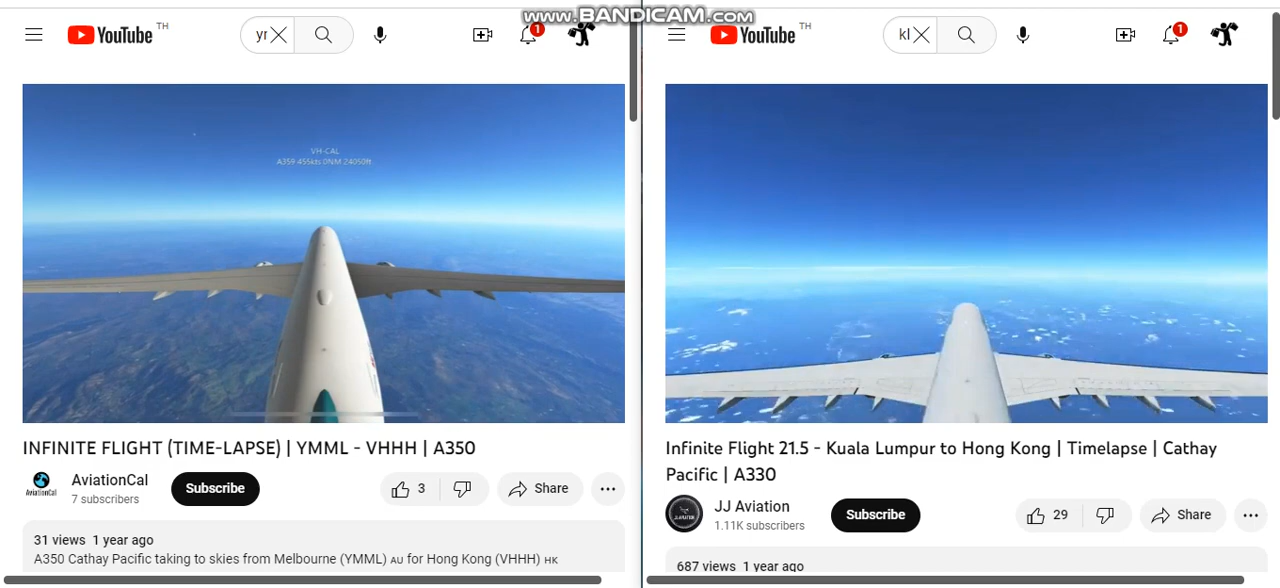 www.BANDICAM.com
YouTube TH
yr
1
YouTube TH
kl
1
VH-CAL
A359 455kts 0NM 24050ft
INFINITE FLIGHT (TIME-LAPSE) | YMML - VHHH | A350
AviationCal
AviationCal
7 subscribers
Subscribe
3
Share
31 views 1 year ago
A350 Cathay Pacific taking to skies from Melbourne (YMML) AU for Hong Kong (VHHH) HK
Infinite Flight 21.5 - Kuala Lumpur to Hong Kong | Timelapse | Cathay
Pacific | A330
JJ Aviation
1.11K subscribers
Subscribe
29
Share
687 views 1 year ago